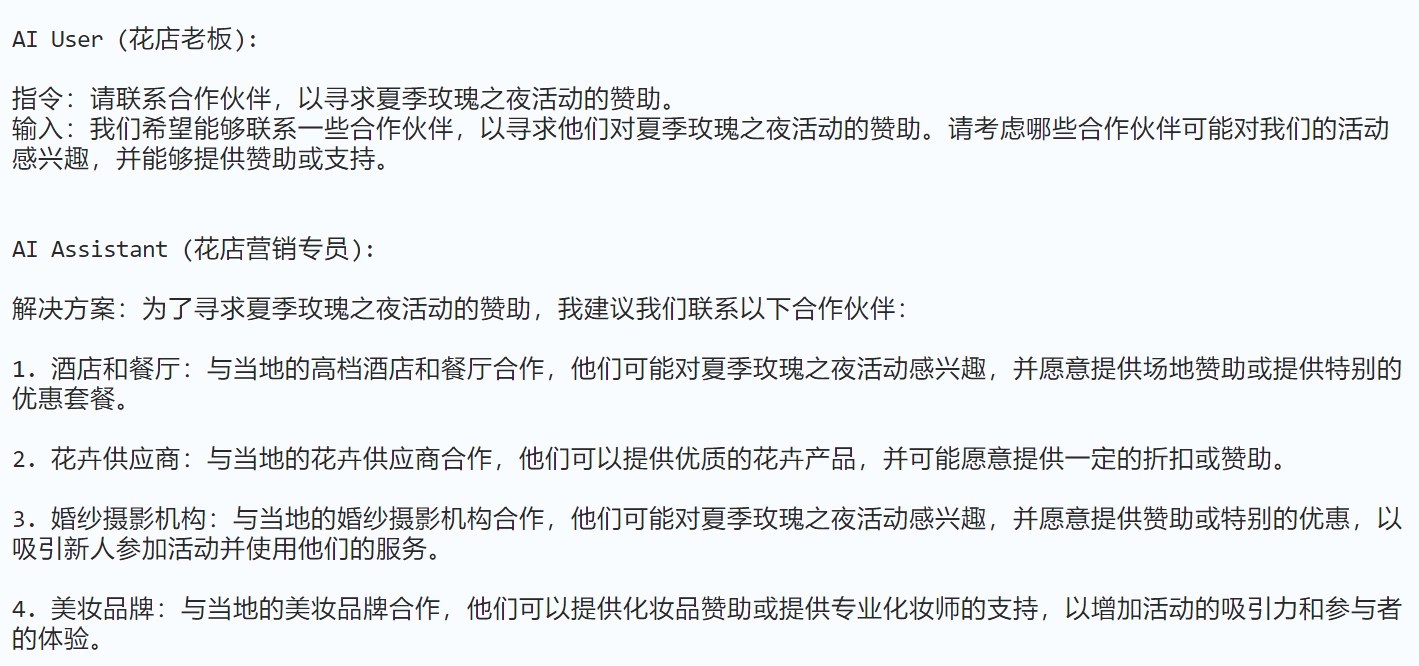 AI User (花店老板):
指令: 请联系合作伙伴，以寻求夏季玫瑰之夜活动的赞助。
输入: 我们希望能够联系一些合作伙伴，以寻求他们对夏季玫瑰之夜活动的赞助。请考虑哪些合作伙伴可能对我们的活动
感兴趣，并能够提供赞助或支持。
AI Assistant (花店营销专员):
解决方案: 为了寻求夏季玫瑰之夜活动的赞助，我建议我们联系以下合作伙伴:
1. 酒店和餐厅: 与当地的高档酒店和餐厅合作，他们可能对夏季玫瑰之夜活动感兴趣，并愿意提供场地赞助或提供特别的
优惠套餐。
2. 花卉供应商: 与当地的花卉供应商合作，他们可以提供优质的花卉产品，并可能愿意提供一定的折扣或赞助。
3. 婚纱摄影机构: 与当地的婚纱摄影机构合作，他们可能对夏季玫瑰之夜活动感兴趣，并愿意提供赞助或特别的优惠，以
吸引新人参加活动并使用他们的服务。
4. 美妆品牌: 与当地的美妆品牌合作，他们可以提供化妆品赞助或提供专业化妆师的支持，以增加活动的吸引力和参与者
的体验。